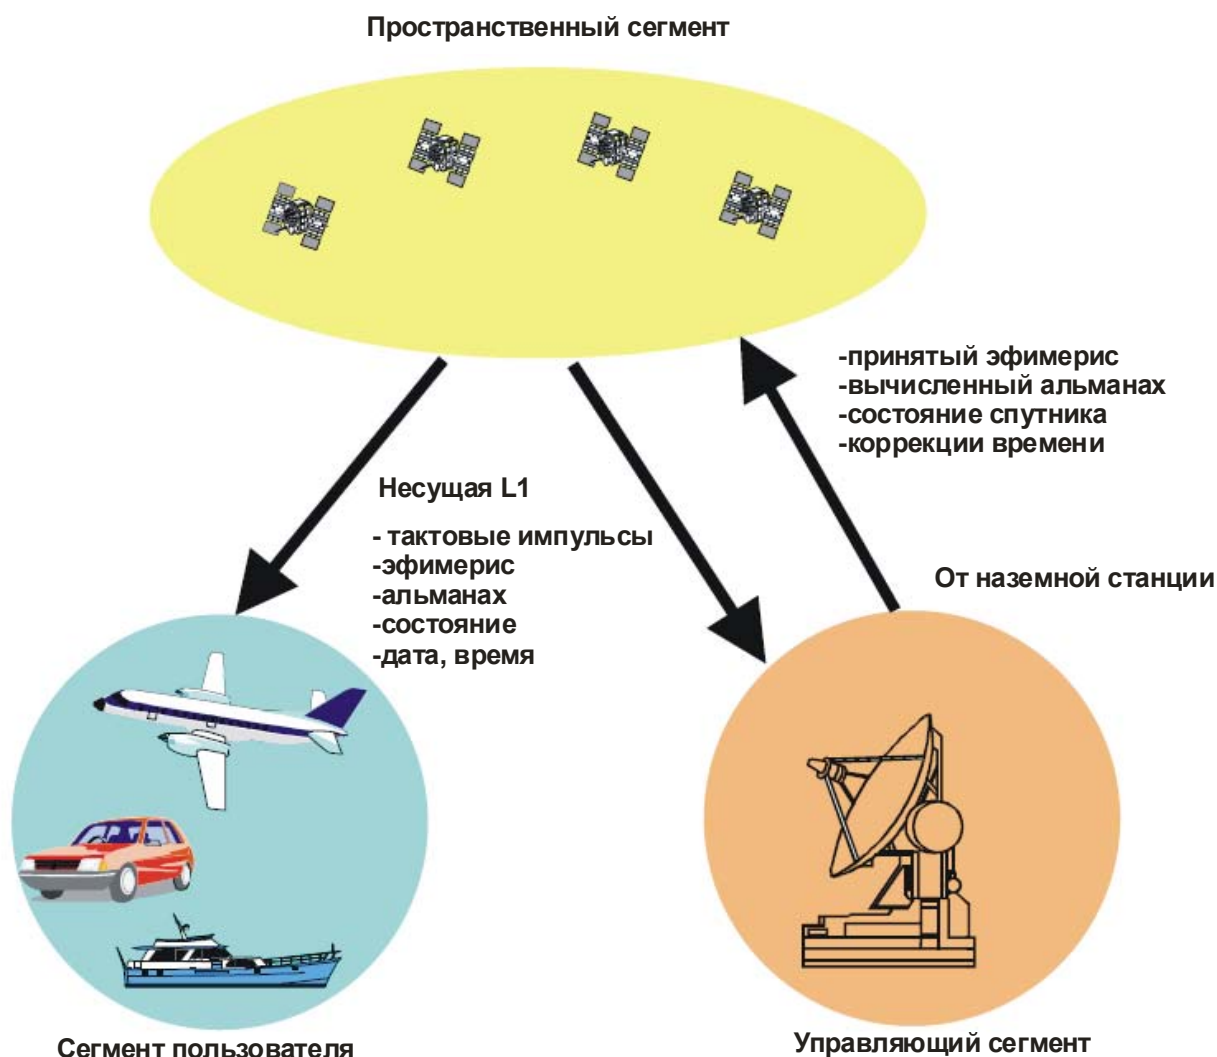 Пространственный сегмент
-принятый эфимерис
-вычисленный альманах
-состояние спутника
-коррекции времени
Несущая L1
- тактовые импульсы
-эфимерис
-альманах
-состояние
-дата, время
От наземной станции
Сегмент пользователя
Управляющий сегмент